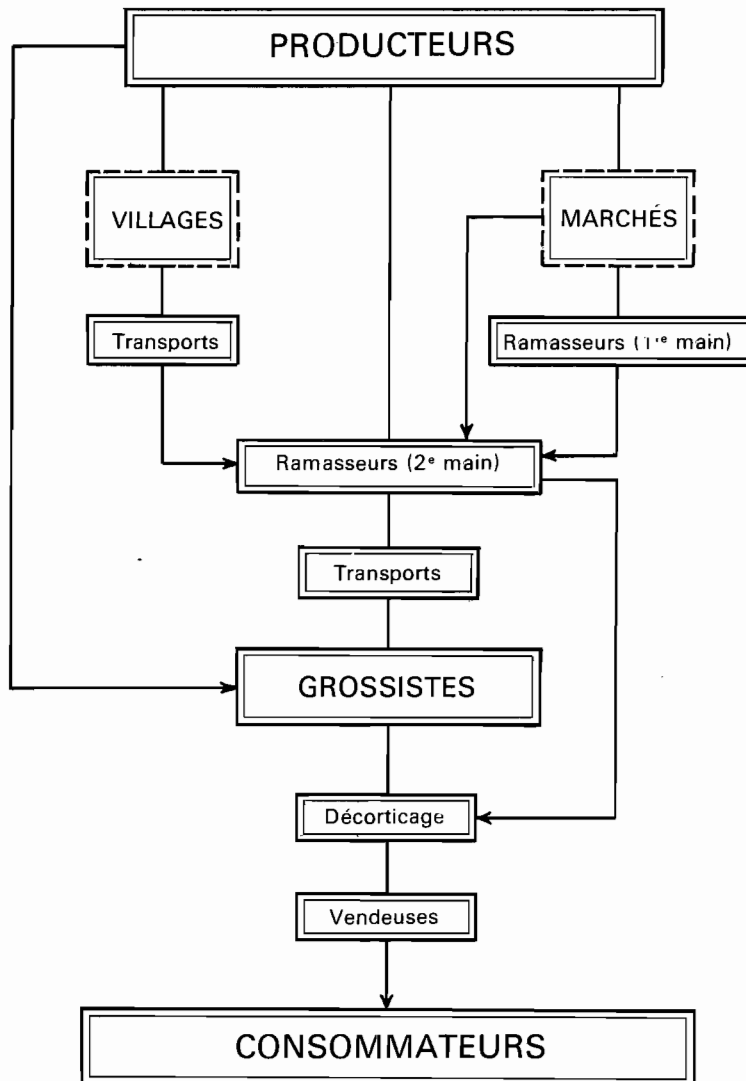 PRODUCTEURS
VILLAGES
MARCHÉS
Transports
Ramasseurs (1re main)
Ramasseurs (2e main)
Transports
GROSSISTES
Décorticage
Vendeuses
CONSOMMATEURS